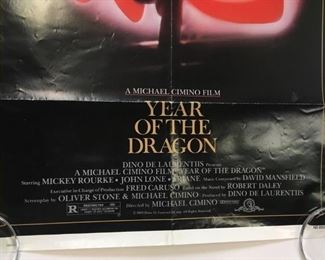 A MICHAEL CIMINO FILM
YEAR
OF THE
DRAGON
DINO DE LAURENTIIS Presents
A MICHAEL CIMINO FILM "YEAR OF THE DRAGON"
Starring MICKEY ROURKE · JOHN LONE · ARIANE Music Composed by DAVID MANSFIELD
Executive in Charge of Production FRED CARUSO Based on the Novel by ROBERT DALEY
Screenplay by OLIVER STONE & MICHAEL CIMINO Produced by DINO DE LAURENTIIS
Directed by MICHAEL CIMINO
R RESTRICTED